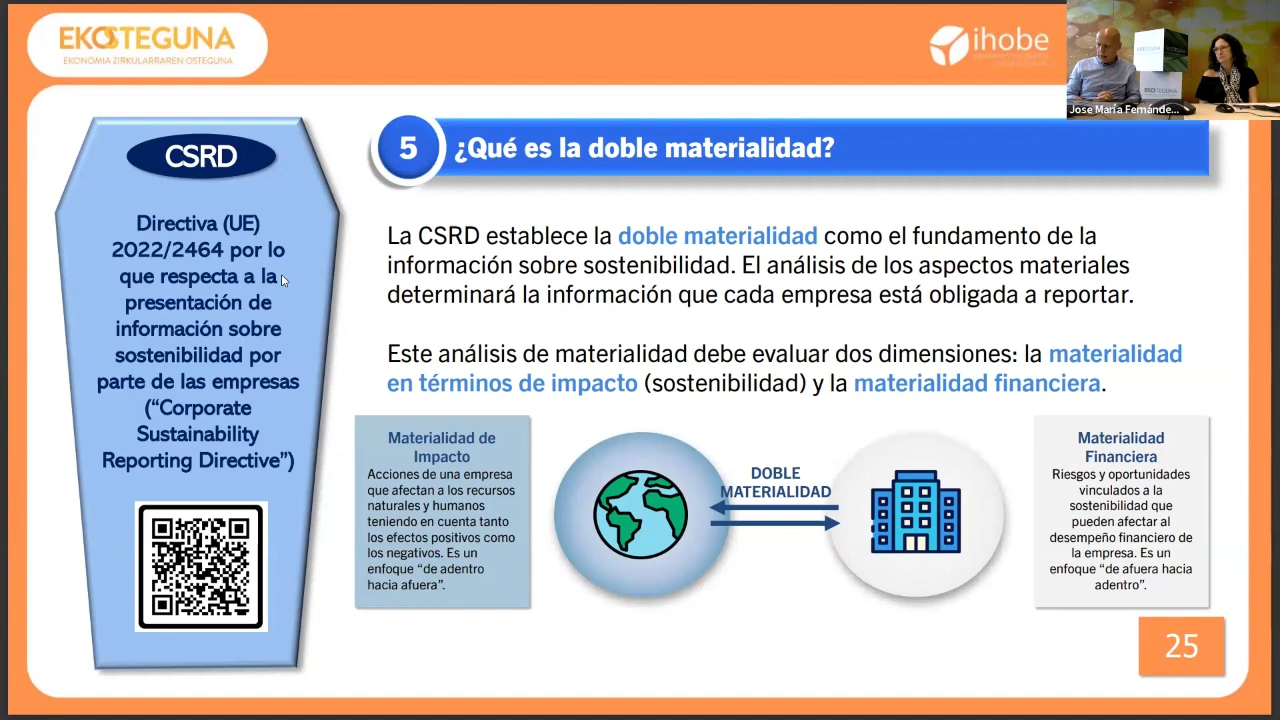 EKOSTEGUNA
EKONOMIA ZIRKULARRAREN OSTEGUNA
ihobe
Jose María Fernánde...
CSRD
Directiva (UE)
2022/2464 por lo
que respecta a la
presentación de
información sobre
sostenibilidad por
parte de las empresas
(“Corporate
Sustainability
Reporting Directive”)
5
¿Qué es la doble materialidad?
La CSRD establece la doble materialidad como el fundamento de la
información sobre sostenibilidad. El análisis de los aspectos materiales
determinará la información que cada empresa está obligada a reportar.
Este análisis de materialidad debe evaluar dos dimensiones: la materialidad
en términos de impacto (sostenibilidad) y la materialidad financiera.
Materialidad de
Impacto
Acciones de una empresa
que afectan a los recursos
naturales y humanos
teniendo en cuenta tanto
los efectos positivos como
los negativos. Es un
enfoque “de adentro
hacia afuera”.
DOBLE
MATERIALIDAD
Materialidad
Financiera
Riesgos y oportunidades
vinculados a la
sostenibilidad que
pueden afectar al
desempeño financiero de
la empresa. Es un
enfoque “de afuera hacia
adentro”.
25